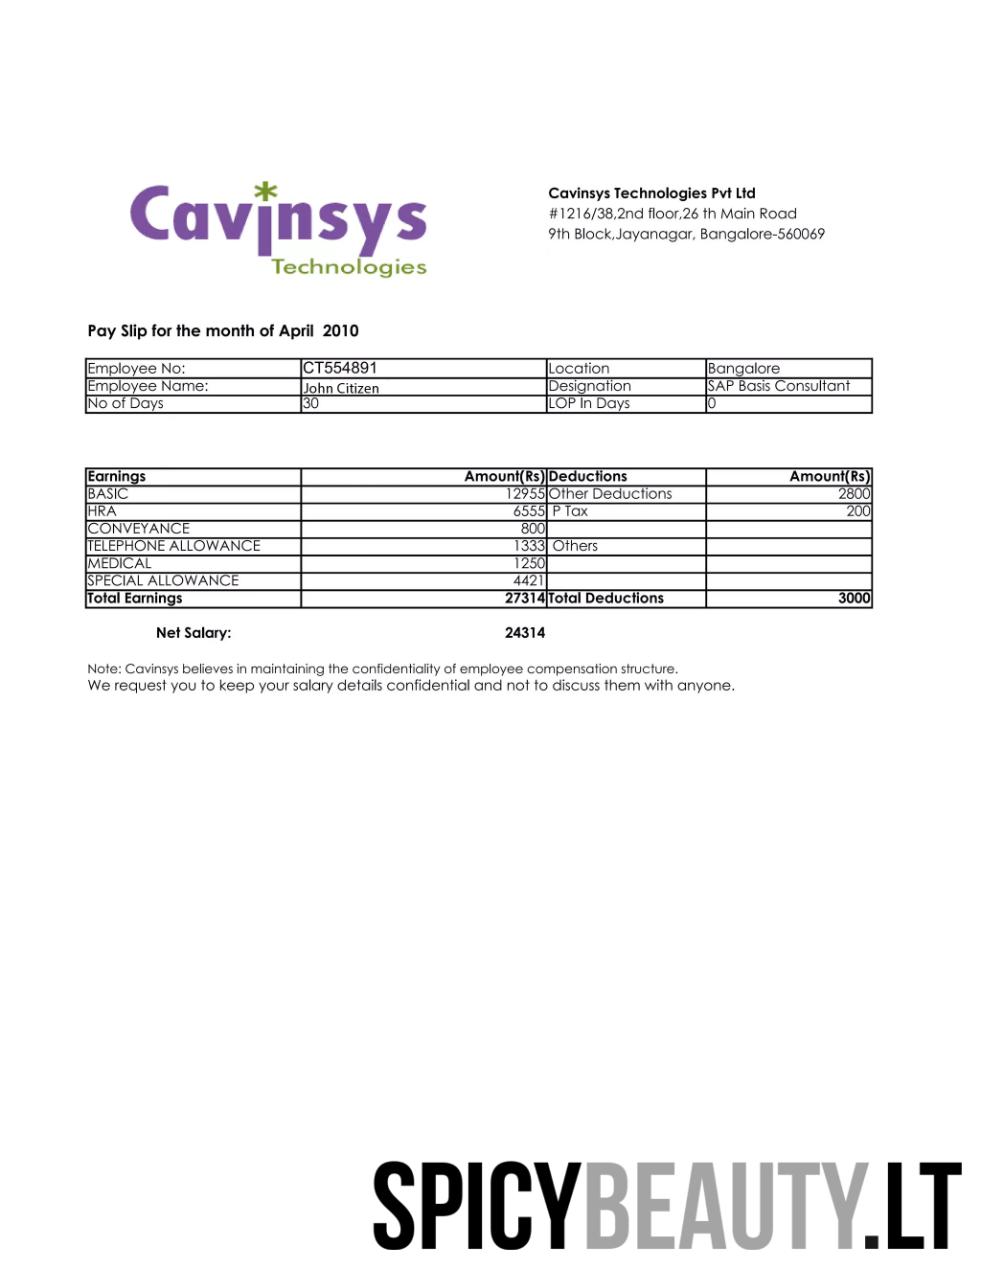 Cavinsys
Technologies
Cavinsys Technologies Pvt Ltd
#1216/38,2nd floor,26 th Main Road
9th Block,Jayanagar, Bangalore-560069
Pay Slip for the month of April 2010
Employee No: CT554891 Location Bangalore
Employee Name: John Citizen Designation SAP Basis Consultant
No of Days 30 LOP In Days 0
Earnings Amount(Rs) Deductions Amount(Rs)
BASIC 12955 Other Deductions 2800
HRA 6555 P Tax 200
CONVEYANCE 800
TELEPHONE ALLOWANCE 1333 Others
MEDICAL 1250
SPECIAL ALLOWANCE 4421
Total Earnings 27314 Total Deductions 3000
Net Salary: 24314
Note: Cavinsys believes in maintaining the confidentiality of employee compensation structure.
We request you to keep your salary details confidential and not to discuss them with anyone.
SPICYBEAUTY.LT